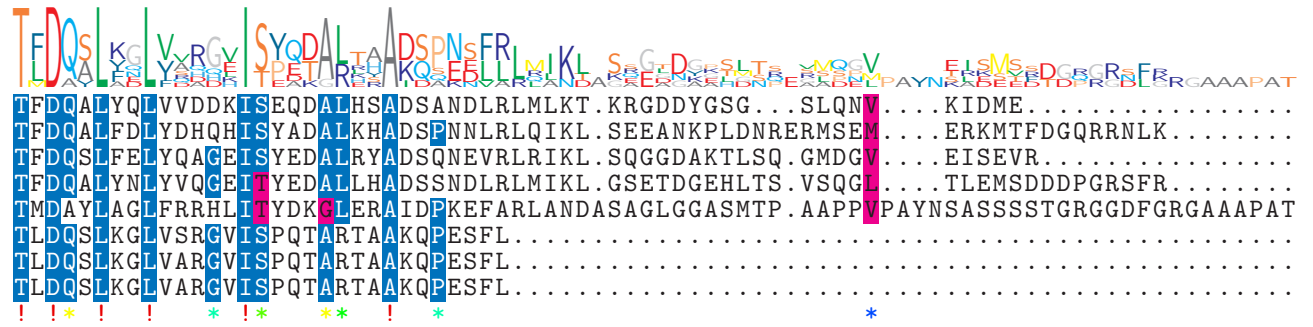 TFDQALYQLVVDDKISEQDALHSADSANDLRLMLKT.KRGDDYGSG...SLQNV....KIDME.................
TFDQALFDLYDHQHISYADALKHADSPNNLRLQIKL.SEEANKPLDNRERMSEM....ERKMTFDGQRRNLK........
TFDQSLFELYQAGEISYEDALRYADSQNEVRLRIKL.SQGGDAKTLSQ.GMDGV....EISEVR................
TFDQALYNLYVQGEITYEDALLHADSSNDLRLMIKL.GSETDGEHLTS.VSQGL....TLEMSDDDPGRSFR........
TMDAYLAGLFRRHLITYDKGLERAIDPKEFARLANDASAGLGGASMTP.AAPPVPAYNSASSSSTGRGGDFGRGAAAPAT
TLDQSLKGLVSRGVISPQTARTAAKQPESFL.................................................
TLDQSLKGLVARGVISPQTARTAAKQPESFL.................................................
TLDQSLKGLVARGVISPQTARTAAKQPESFL.................................................
! !* ! ! * !* ** ! * *